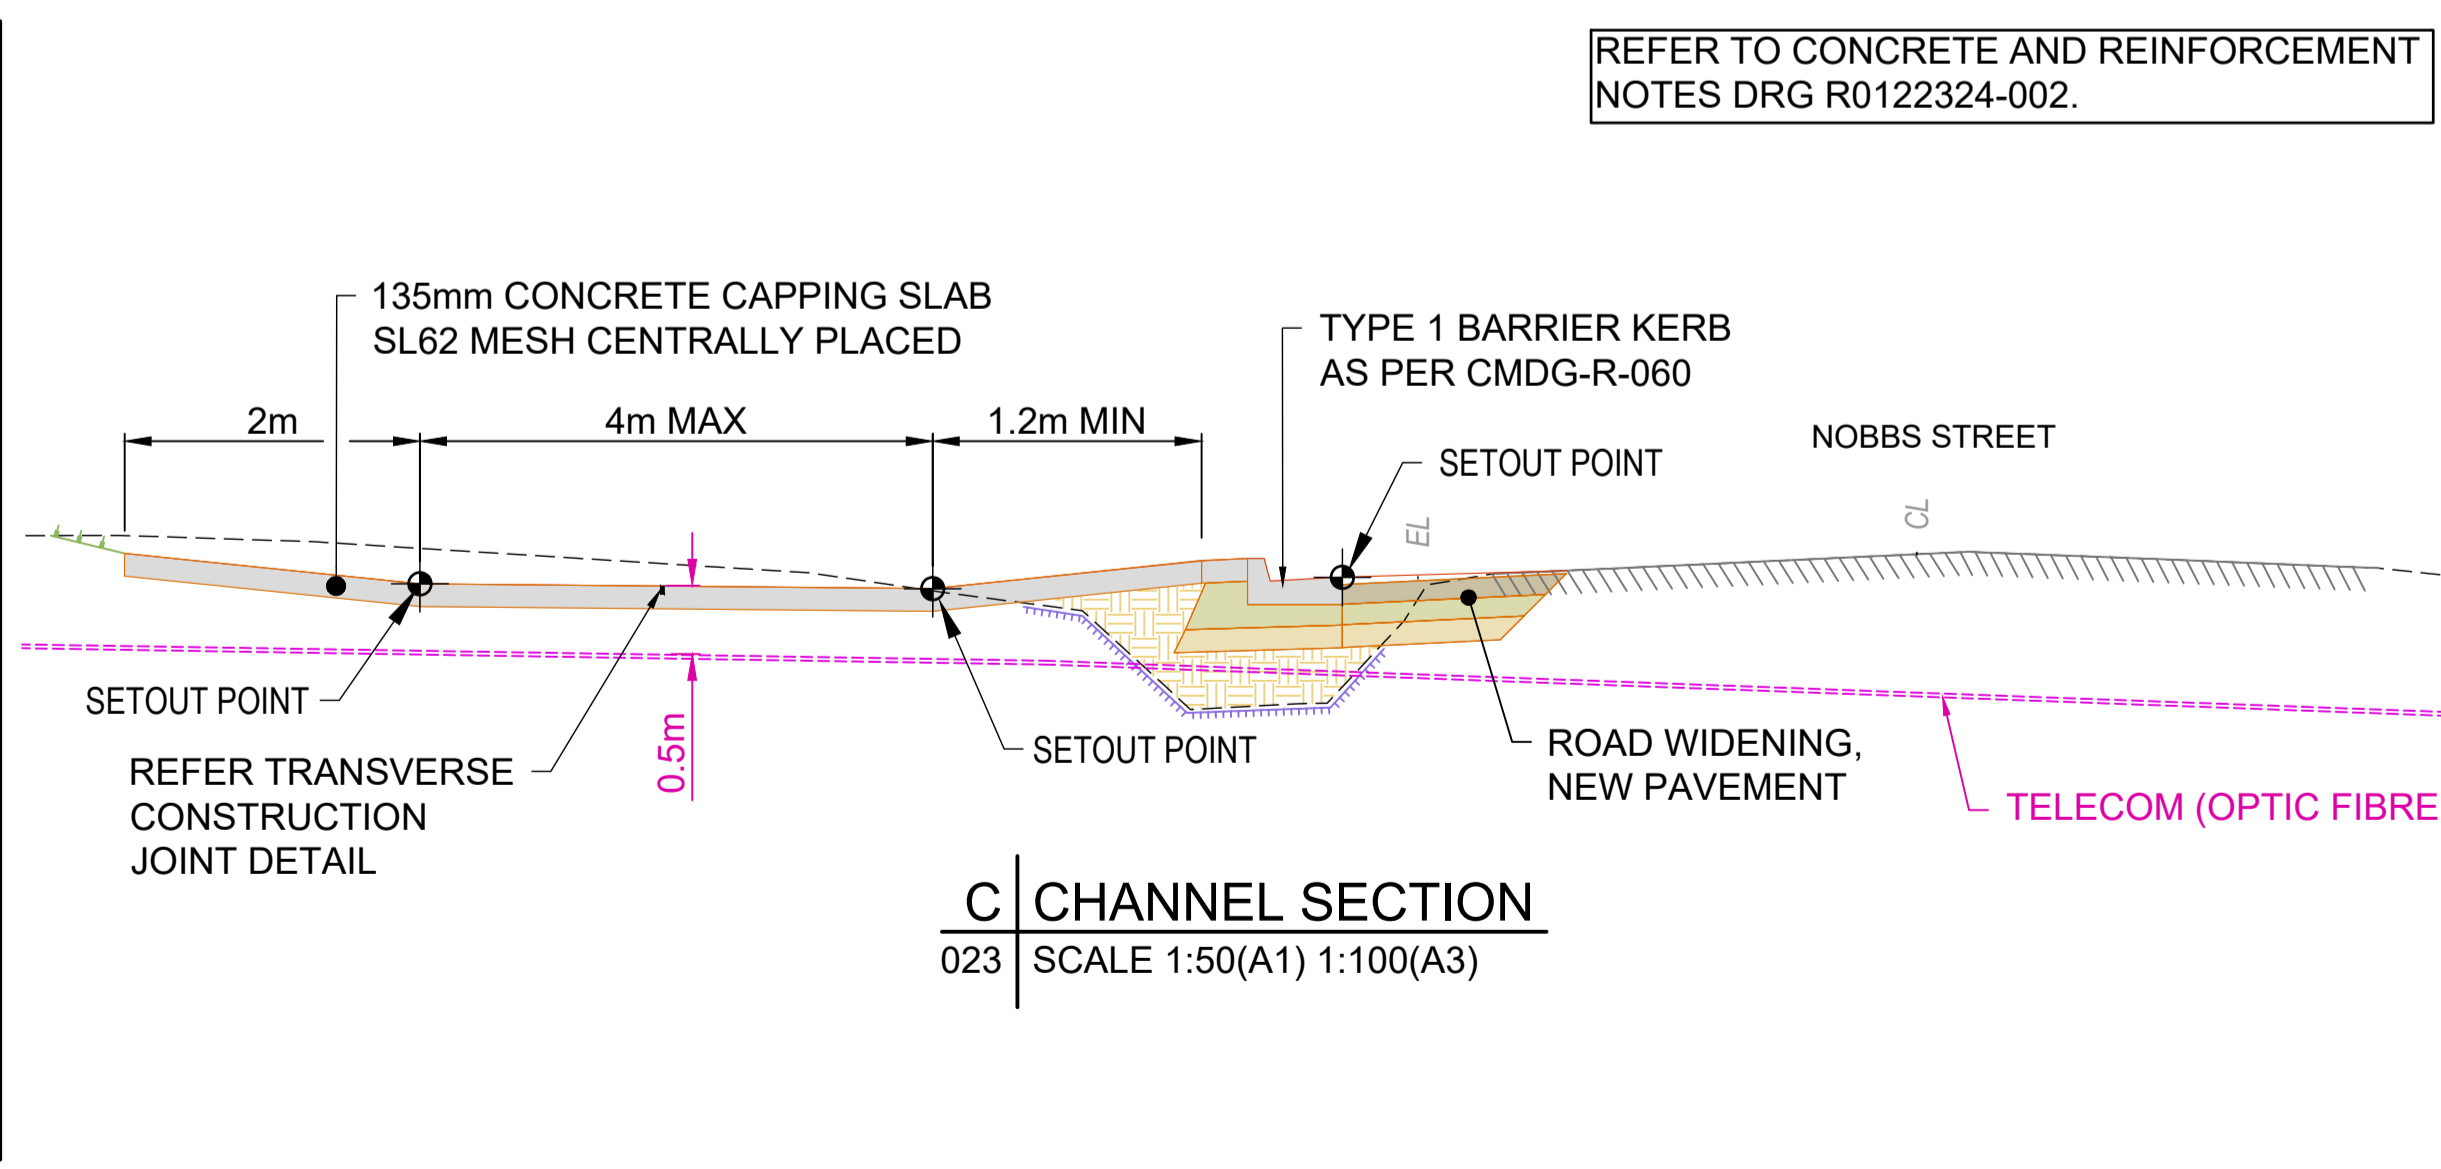 REFER TO CONCRETE AND REINFORCEMENT
NOTES DRG R0122324-002.
135mm CONCRETE CAPPING SLAB
SL62 MESH CENTRALLY PLACED
TYPE 1 BARRIER KERB
AS PER CMDG-R-060
2m
4m MAX
1.2m MIN
NOBBS STREET
SETOUT POINT
EL
CL
SETOUT POINT
0.5m
SETOUT POINT
REFER TRANSVERSE
CONSTRUCTION
JOINT DETAIL
ROAD WIDENING,
NEW PAVEMENT
TELECOM (OPTIC FIBRE
C CHANNEL SECTION
023 SCALE 1:50(A1) 1:100(A3)